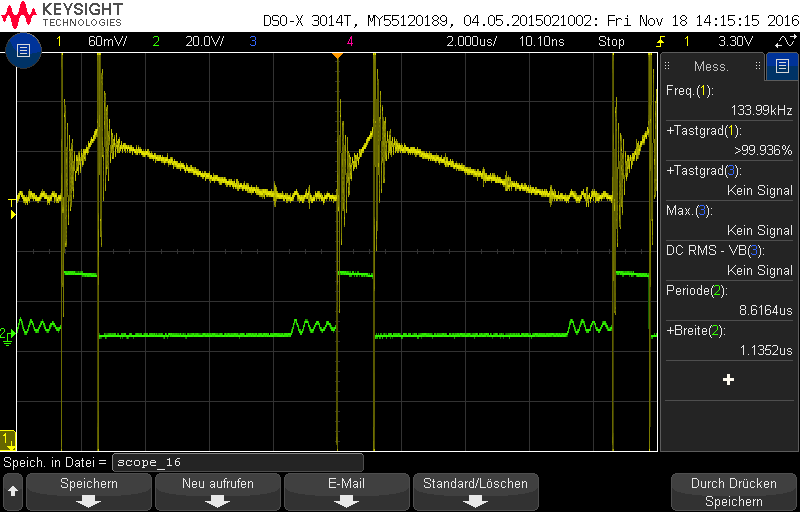 KEYSIGHT
TECHNOLOGIES
DSO-X 3014T, MY55120189, 04.05.2015021002: Fri Nov 18 14:15:15 2016
1 60mV/ 2 20.0V/ 3 4 2.000us/ 10.10ns Stop 1 3.30V
Mess.
Freq.(1):
133.99kHz
+Tastgrad(1):
>99.936%
+Tastgrad(3):
Kein Signal
Max.(3):
Kein Signal
DC RMS - VB(3):
Kein Signal
Periode(2):
8.6164us
+Breite(2):
1.1352us
T
2
1
Speich. in Datei = scope_16
Speichern
Neu aufrufen
E-Mail
Standard/Löschen
Durch Drücken
Speichern